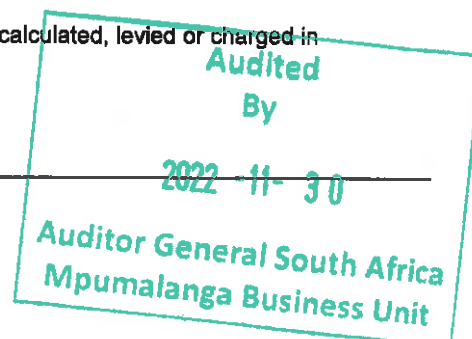 calculated, levied or charged in
Audited
By
2022 -11- 30
Auditor General South Africa
Mpumalanga Business Unit